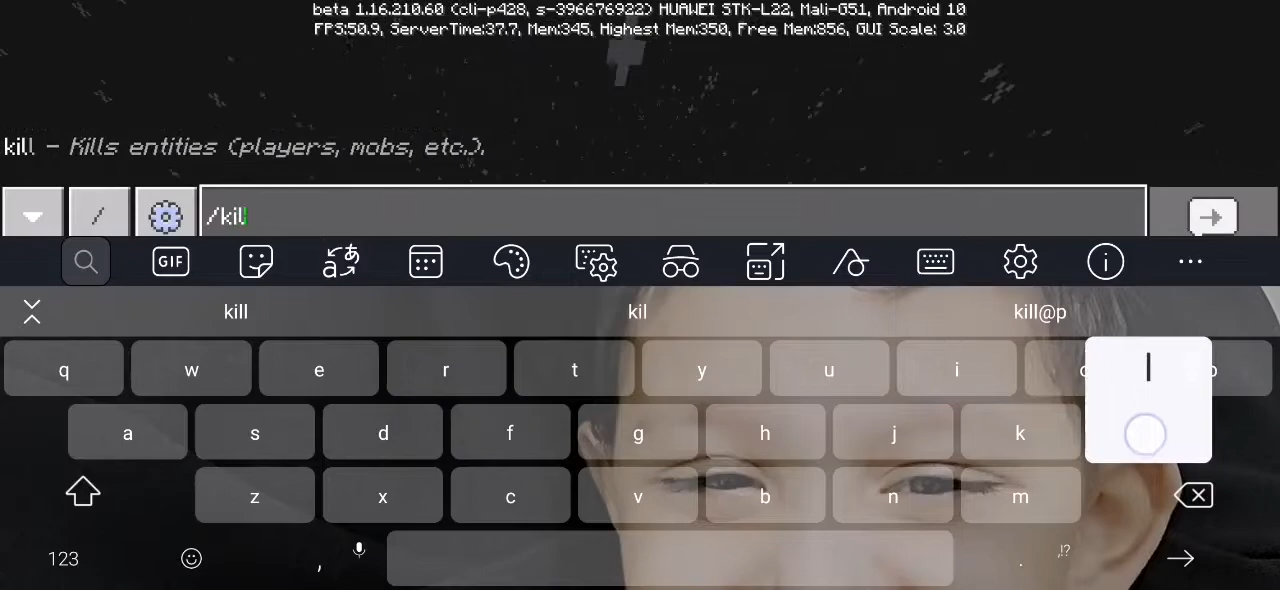 beta 1.16.210.60 (cli-p428, s-396676922) HUAWEI STK-L22, Mali-G51, Android 10
FPS:50.9, ServerTime:37.7, Mem:345, Highest Mem:350, Free Mem:856, GUI Scale: 3.0
kill - Kills entities (players, mobs, etc.).
/ /kil
GIF あ a
kill kil kill@p
q w e r t y u i o p
a s d f g h j k l
z x c v b n m
123 , . ,!?